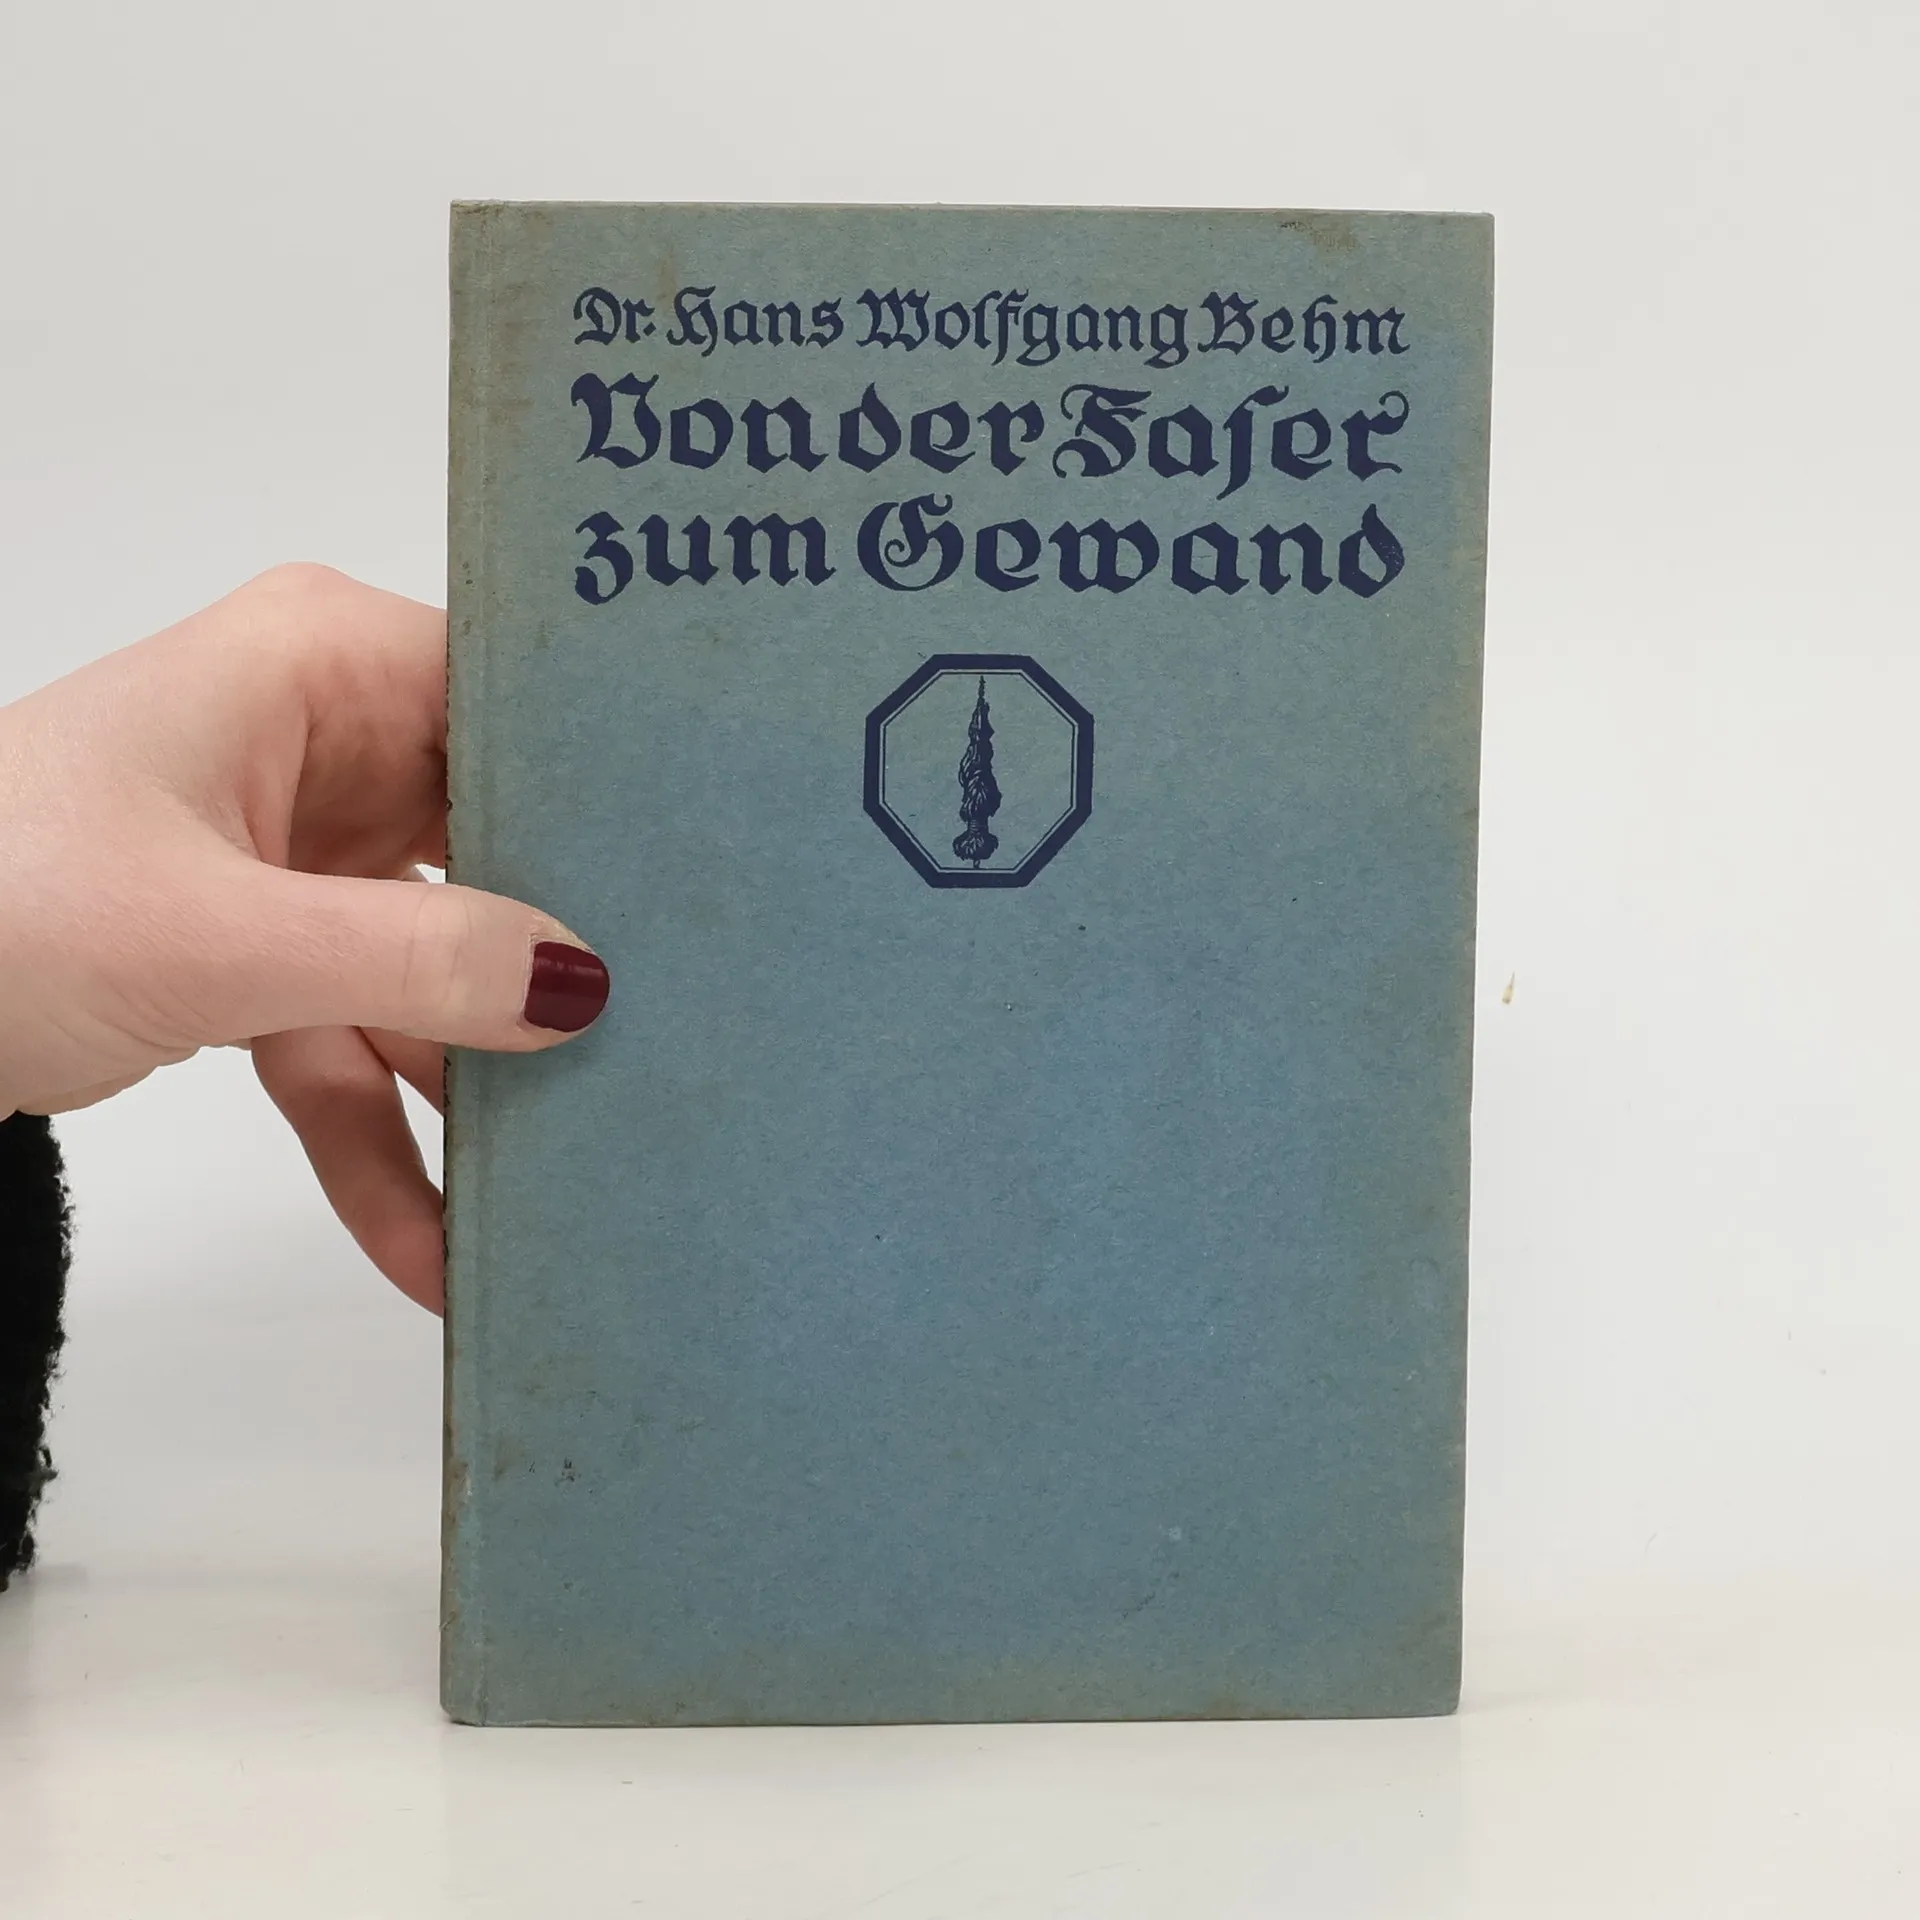 Dr. Hans Wolfgang Behm
Von der Faser
zum Gewand